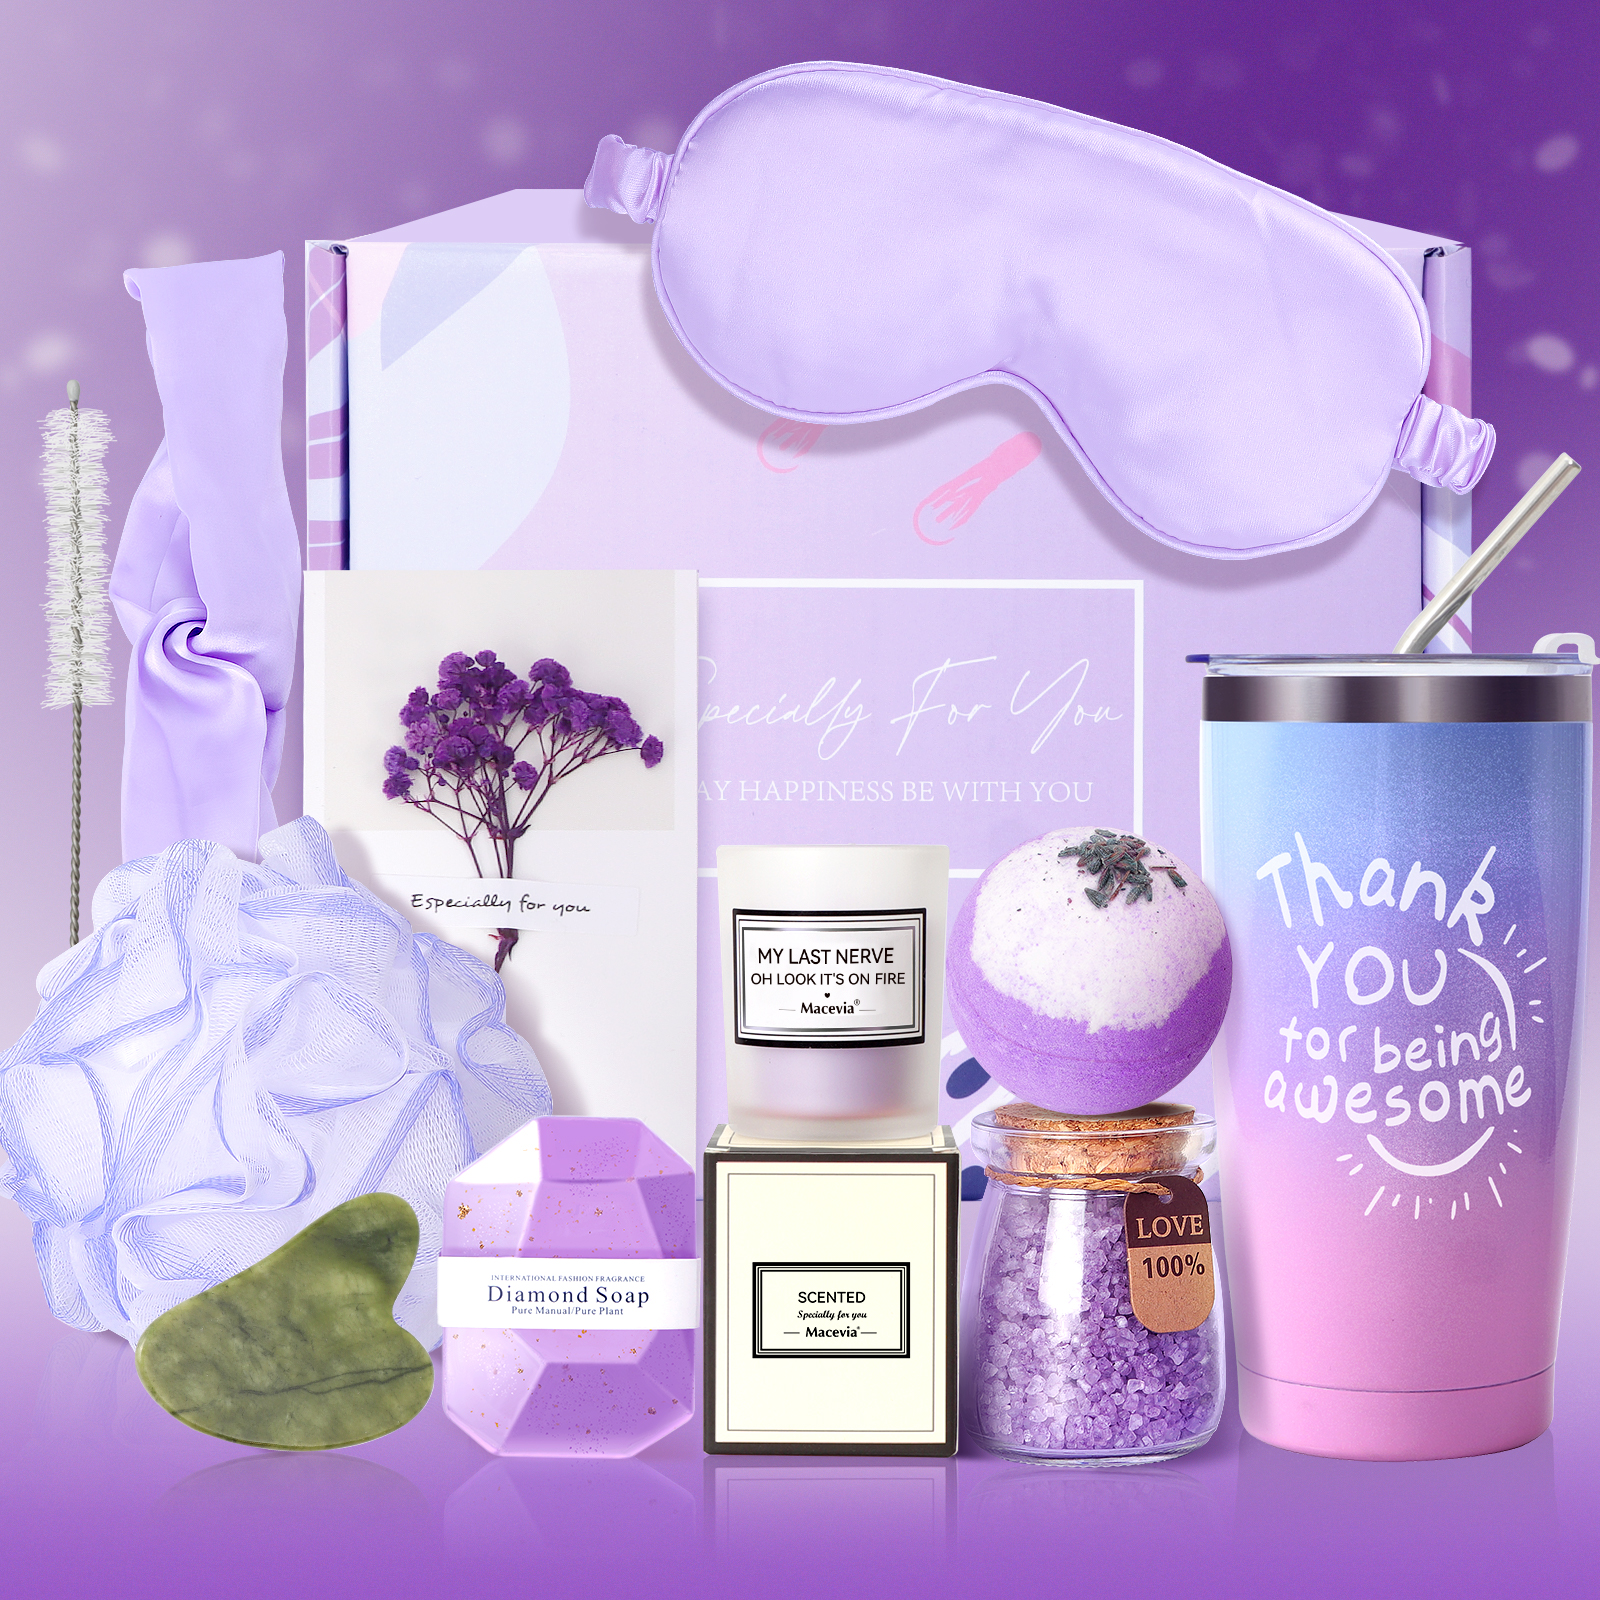 pecially For You
AY HAPPINESS BE WITH YOU
Especially for you
MY LAST NERVE
OH LOOK IT'S ON FIRE
Macevia®
Thank
YOU
for being
awesome
LOVE
100%
INTERNATIONAL FASHION FRAGRANCE
Diamond Soap
Pure Manual/Pure Plant
SCENTED
Specially for you
Macevia®